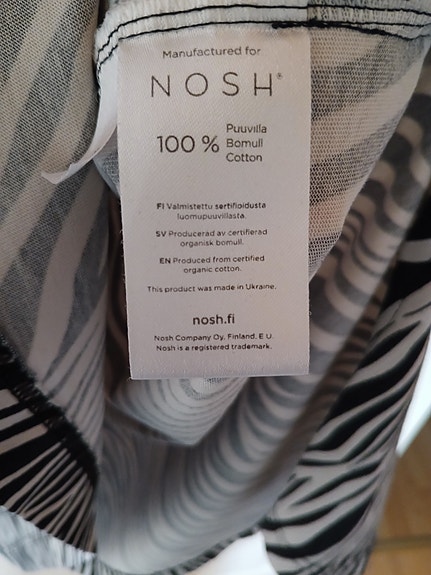 Manufactured for
NOSH®
100 % Puuvilla
Bomull
Cotton
FI Valmistettu sertifioidusta
luomupuuvillasta.
SV Producerad av certifierad
organisk bomull.
EN Produced from certified
organic cotton.
This product was made in Ukraine.
nosh.fi
Nosh Company Oy, Finland, E U.
Nosh is a registered trademark.